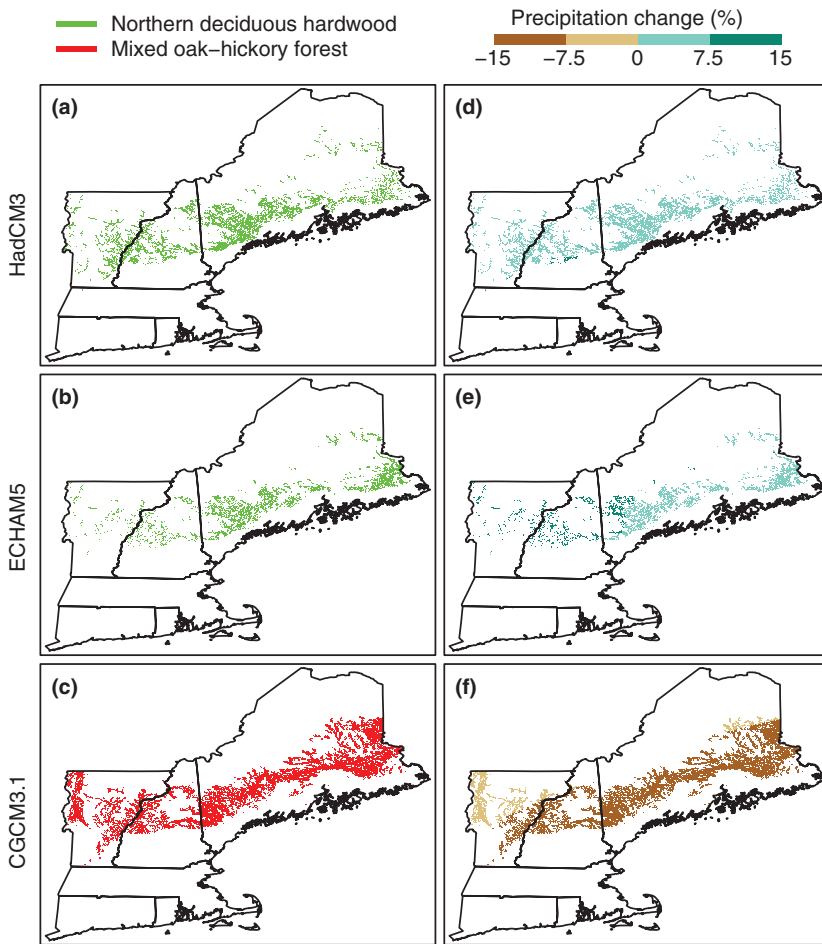 Northern deciduous hardwood
Mixed oak−hickory forest
Precipitation change (%)
−15 −7.5 0 7.5 15
(a)
(d)
HadCM3
(b)
(e)
ECHAM5
(c)
(f)
CGCM3.1